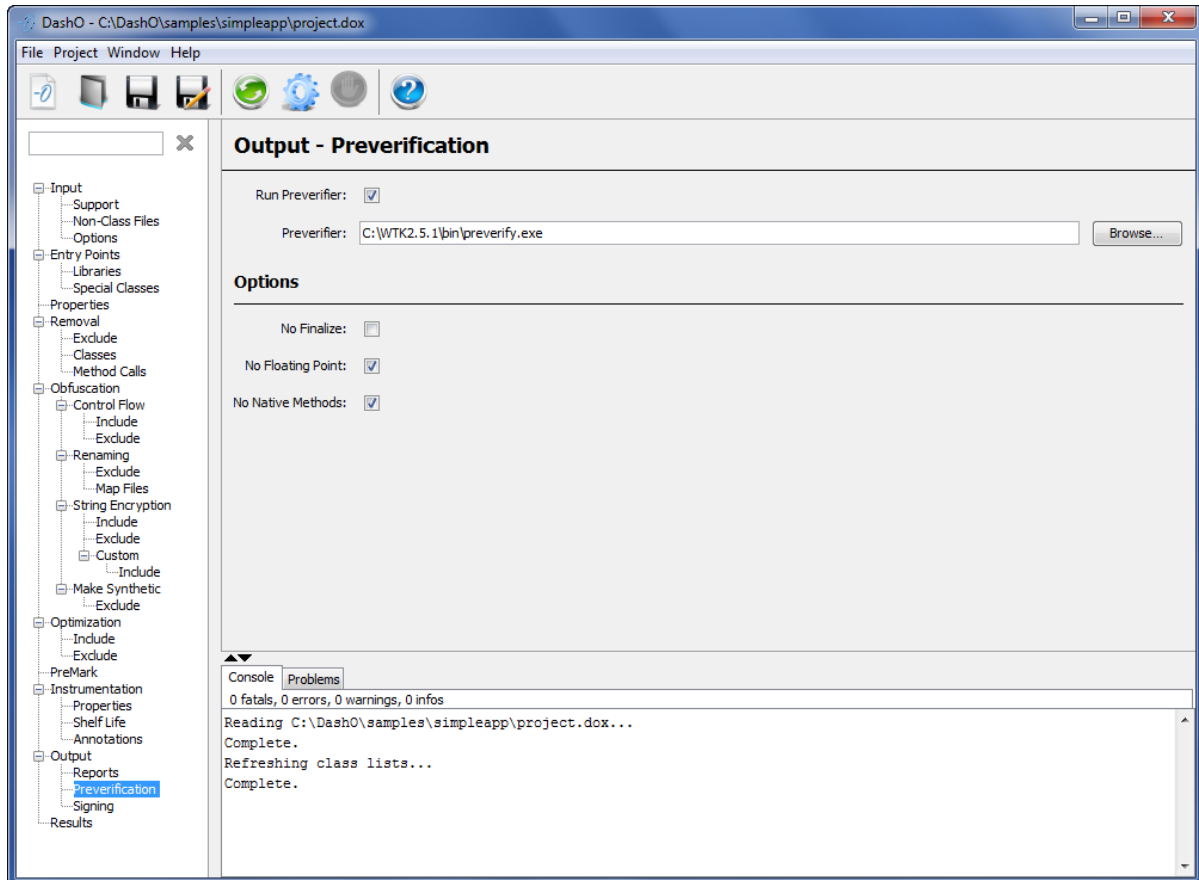 DashO - C:\DashO\samples\simpleapp\project.dox
File Project Window Help
Output - Preverification
Run Preverifier:
Preverifier: C:\WTK2.5.1\bin\preverify.exe Browse...
Options
No Finalize:
No Floating Point:
No Native Methods:
Input
Support
Non-Class Files
Options
Entry Points
Libraries
Special Classes
Properties
Removal
Exclude
Classes
Method Calls
Obfuscation
Control Flow
Include
Exclude
Renaming
Exclude
Map Files
String Encryption
Include
Exclude
Custom
Include
Make Synthetic
Exclude
Optimization
Include
Exclude
PreMark
Instrumentation
Properties
Shelf Life
Annotations
Output
Reports
Preverification
Signing
Results
Console Problems
0 fatals, 0 errors, 0 warnings, 0 infos
Reading C:\DashO\samples\simpleapp\project.dox...
Complete.
Refreshing class lists...
Complete.